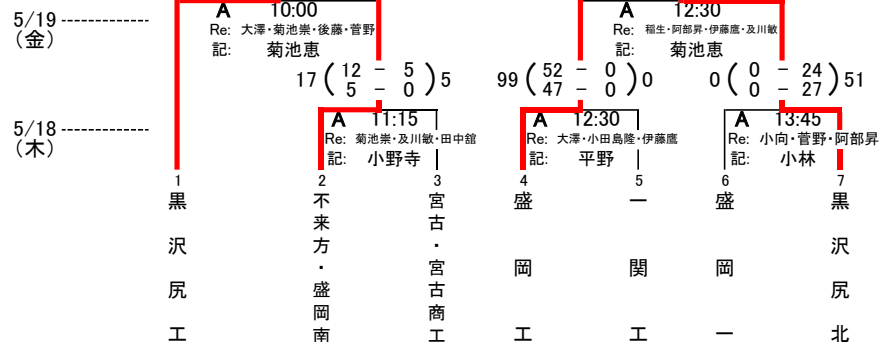 5/19
(金)
A 10:00
Re: 大澤・菊池崇・後藤・菅野
記: 菊池恵
A 12:30
Re: 稲生・阿部昇・伊藤鷹・及川敏
記: 菊池恵
17 ( 12 - 5 ) 5
5 - 0
99 ( 52 - 0 ) 0
47 - 0
0 ( 0 - 24 ) 51
0 - 27
5/18
(木)
A 11:15
Re: 菊池崇・及川敏・田中舘
記: 小野寺
A 12:30
Re: 大澤・小田島隆・伊藤鷹
記: 平野
A 13:45
Re: 小向・菅野・阿部昇
記: 小林
1
黒沢尻工
2
不来方・盛岡南
3
宮古・宮古商工
4
盛岡工
5
一関工
6
盛岡一
7
黒沢尻北